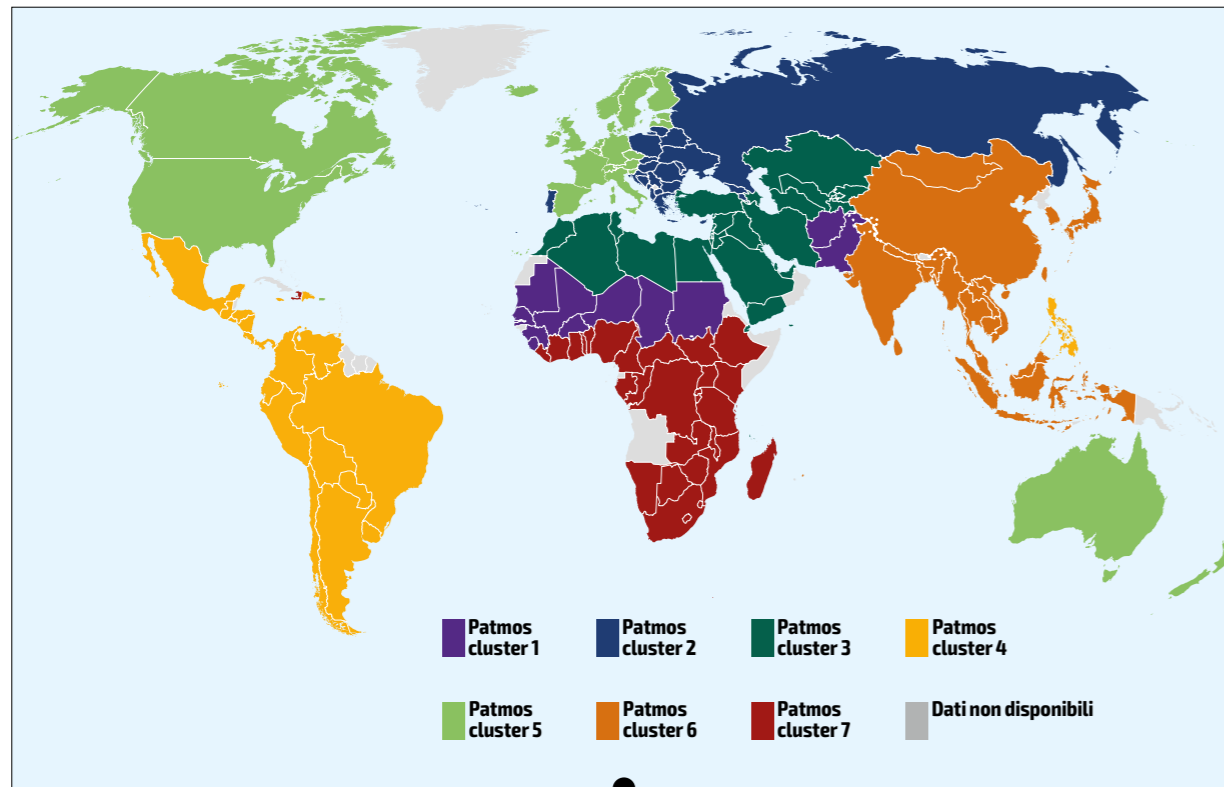 Patmos
cluster 1
Patmos
cluster 2
Patmos
cluster 3
Patmos
cluster 4
Patmos
cluster 5
Patmos
cluster 6
Patmos
cluster 7
Dati non disponibili